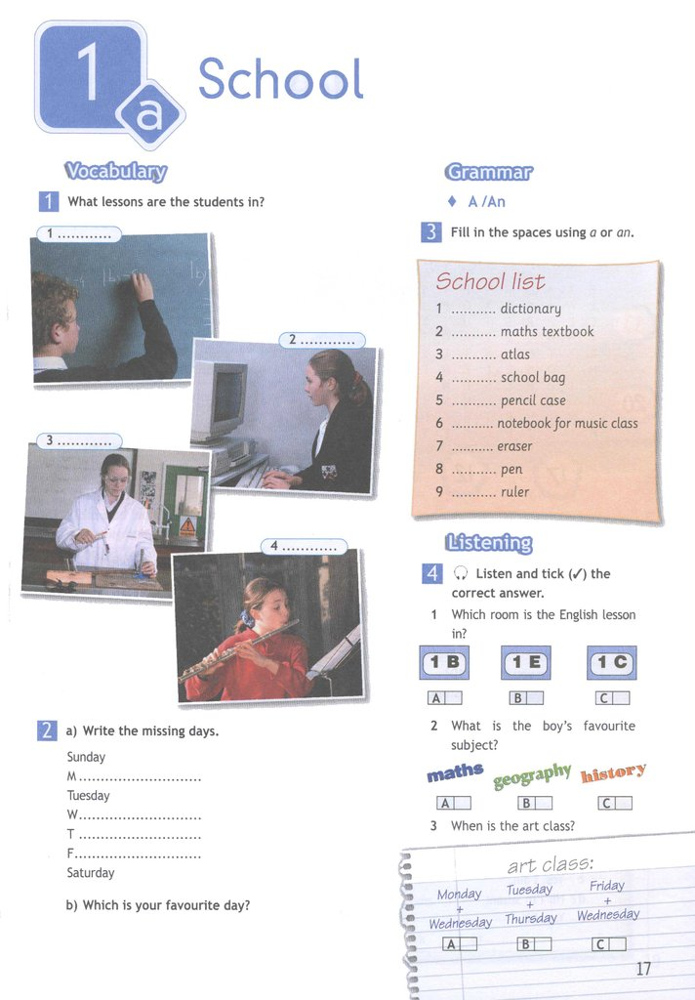 1
a
School
Vocabulary
1 What lessons are the students in?
1 ............
2 ............
3 ............
4 ............
2 a) Write the missing days.
Sunday
M ...........................
Tuesday
W...........................
T ...........................
F...........................
Saturday
b) Which is your favourite day?
Grammar
♦ A /An
3 Fill in the spaces using a or an.
School list
1 ........... dictionary
2 ........... maths textbook
3 ........... atlas
4 ........... school bag
5 ........... pencil case
6 ........... notebook for music class
7 ........... eraser
8 ........... pen
9 ........... ruler
Listening
4 Listen and tick (✓) the
correct answer.
1 Which room is the English lesson
in?
1 B 1 E 1 C
A B C
2 What is the boy's favourite
subject?
maths geography history
A B C
3 When is the art class?
art class:
Monday Tuesday Friday
+ + +
Wednesday Thursday Wednesday
A B C
17